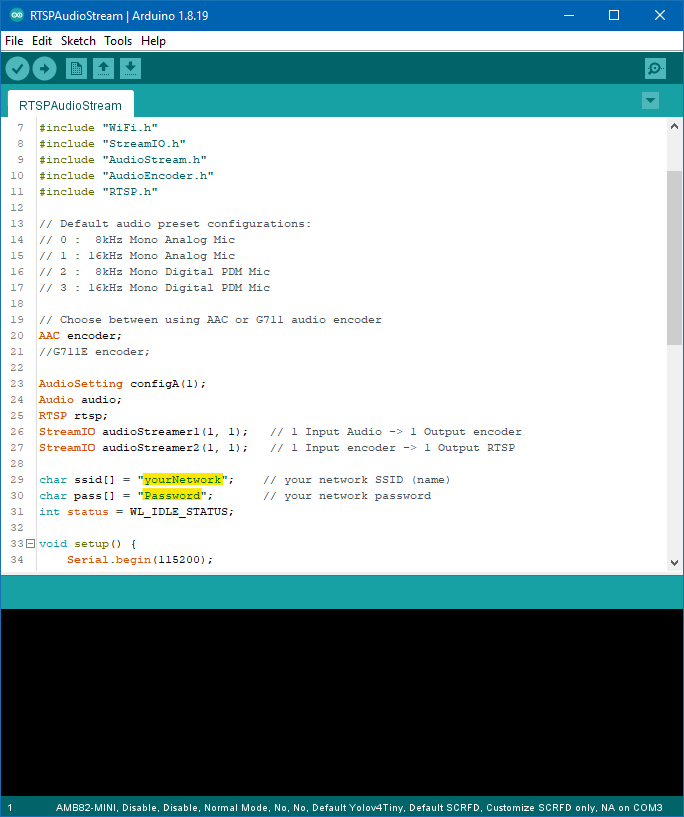 RTSPAudioStream | Arduino 1.8.19
File Edit Sketch Tools Help
RTSPAudioStream
7 #include "WiFi.h"
8 #include "StreamIO.h"
9 #include "AudioStream.h"
10 #include "AudioEncoder.h"
11 #include "RTSP.h"
12
13 // Default audio preset configurations:
14 // 0 :  8kHz Mono Analog Mic
15 // 1 : 16kHz Mono Analog Mic
16 // 2 :  8kHz Mono Digital PDM Mic
17 // 3 : 16kHz Mono Digital PDM Mic
18
19 // Choose between using AAC or G711 audio encoder
20 AAC encoder;
21 //G711E encoder;
22
23 AudioSetting configA(1);
24 Audio audio;
25 RTSP rtsp;
26 StreamIO audioStreamer1(1, 1);   // 1 Input Audio -> 1 Output encoder
27 StreamIO audioStreamer2(1, 1);   // 1 Input encoder -> 1 Output RTSP
28
29 char ssid[] = "yourNetwork";    // your network SSID (name)
30 char pass[] = "Password";       // your network password
31 int status = WL_IDLE_STATUS;
32
33 void setup() {
34     Serial.begin(115200);
1 AMB82-MINI, Disable, Disable, Normal Mode, No, No, Default Yolov4Tiny, Default SCRFD, Customize SCRFD only, NA on COM3